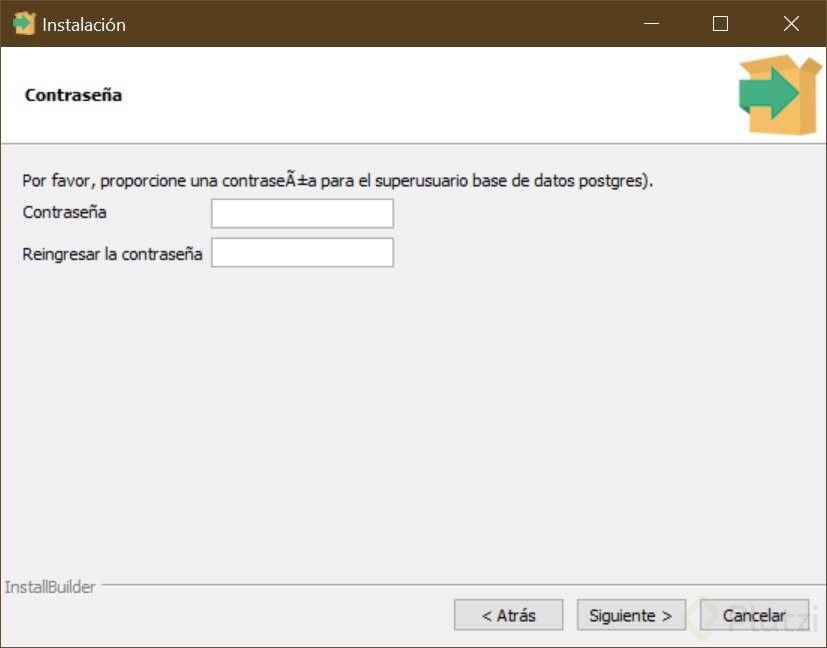 Instalación
Contraseña
Por favor, proporcione una contraseÃ±a para el superusuario base de datos postgres).
Contraseña
Reingresar la contraseña
InstallBuilder
< Atrás
Siguiente >
Cancelar
Platzi